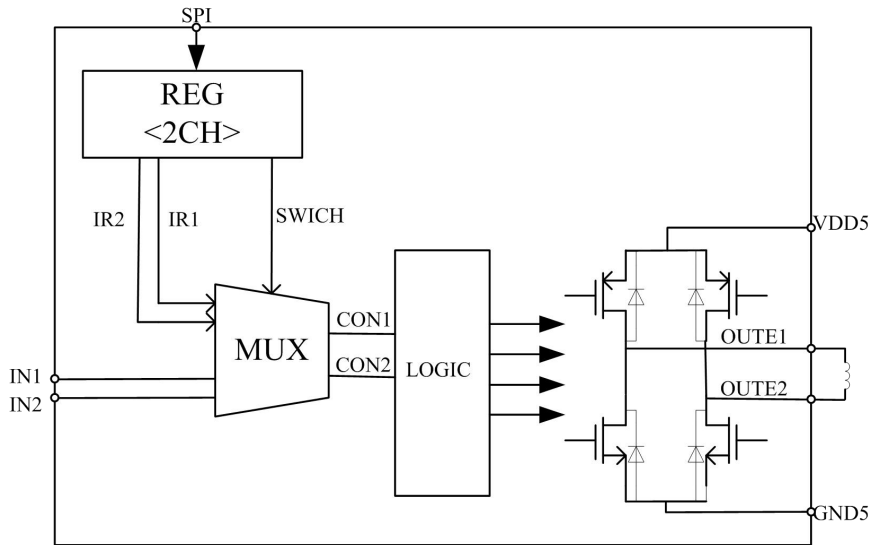 SPI
REG
<2CH>
IR2
IR1
SWICH
VDD5
MUX
CON1
CON2
LOGIC
OUTE1
OUTE2
IN1
IN2
GND5